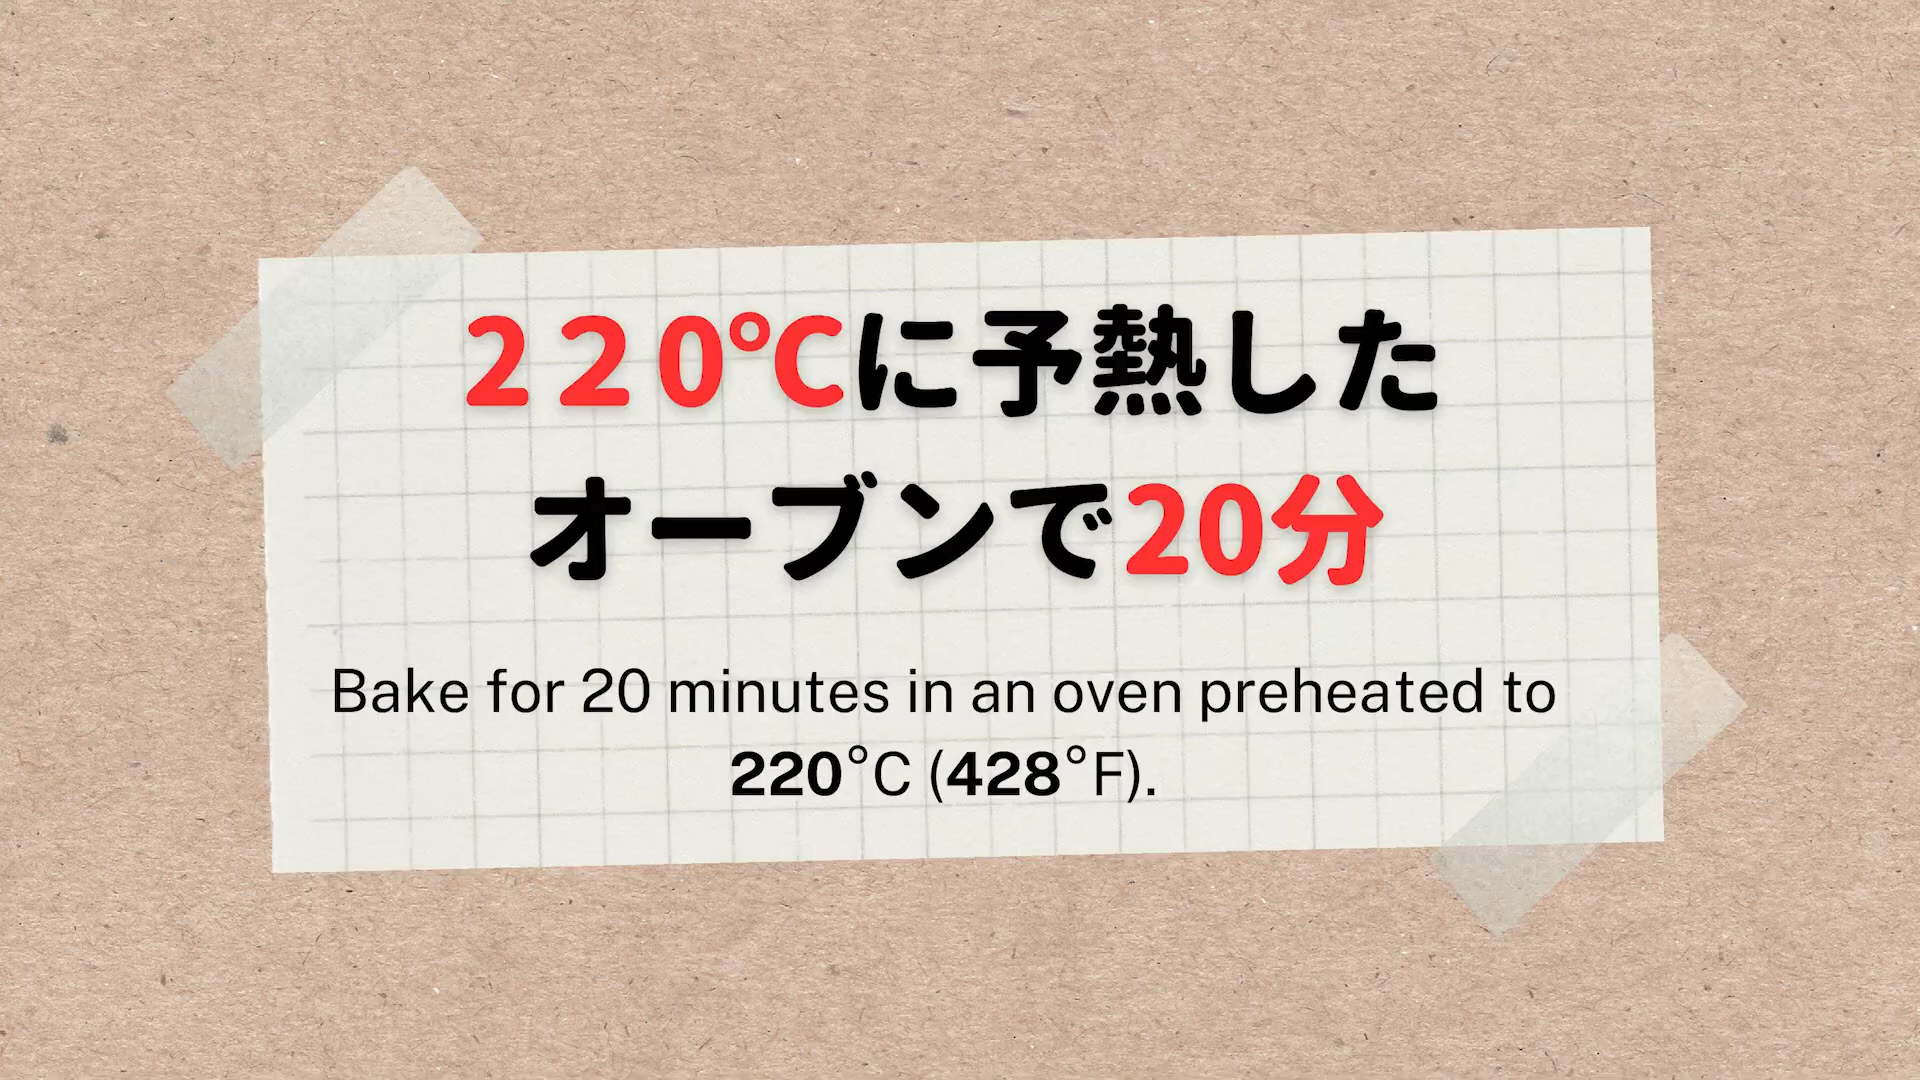 ２２０℃に予熱した
オーブンで20分
Bake for 20 minutes in an oven preheated to
220°C (428°F).